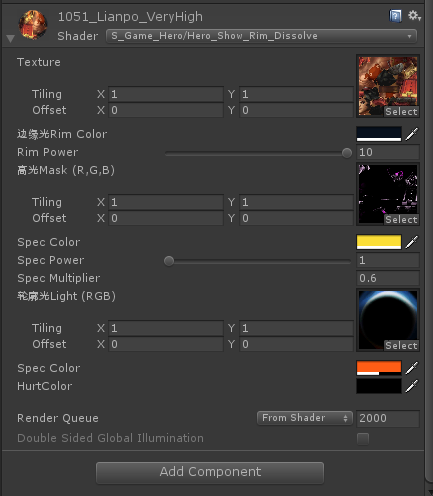 1051_Lianpo_VeryHigh
Shader S_Game_Hero/Hero_Show_Rim_Dissolve
Texture
Tiling X 1 Y 1
Offset X 0 Y 0
Select
边缘光Rim Color
Rim Power 10
高光Mask (R,G,B)
Tiling X 1 Y 1
Offset X 0 Y 0
Select
Spec Color
Spec Power 1
Spec Multiplier 0.6
轮廓光Light (RGB)
Tiling X 1 Y 1
Offset X 0 Y 0
Select
Spec Color
HurtColor
Render Queue From Shader 2000
Double Sided Global Illumination
Add Component